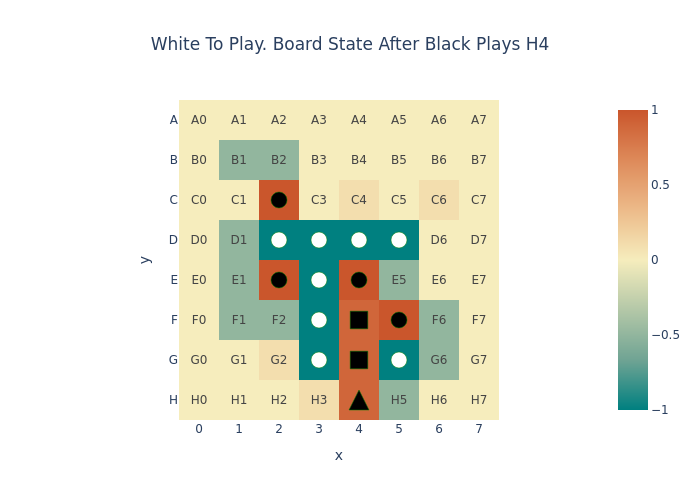 White To Play. Board State After Black Plays H4
A A0 A1 A2 A3 A4 A5 A6 A7
B B0 B1 B2 B3 B4 B5 B6 B7
C C0 C1 C3 C4 C5 C6 C7
D D0 D1 D6 D7
E E0 E1 E5 E6 E7
F F0 F1 F2 F6 F7
G G0 G1 G2 G6 G7
H H0 H1 H2 H3 H5 H6 H7
0 1 2 3 4 5 6 7
x
y
1
0.5
0
−0.5
−1